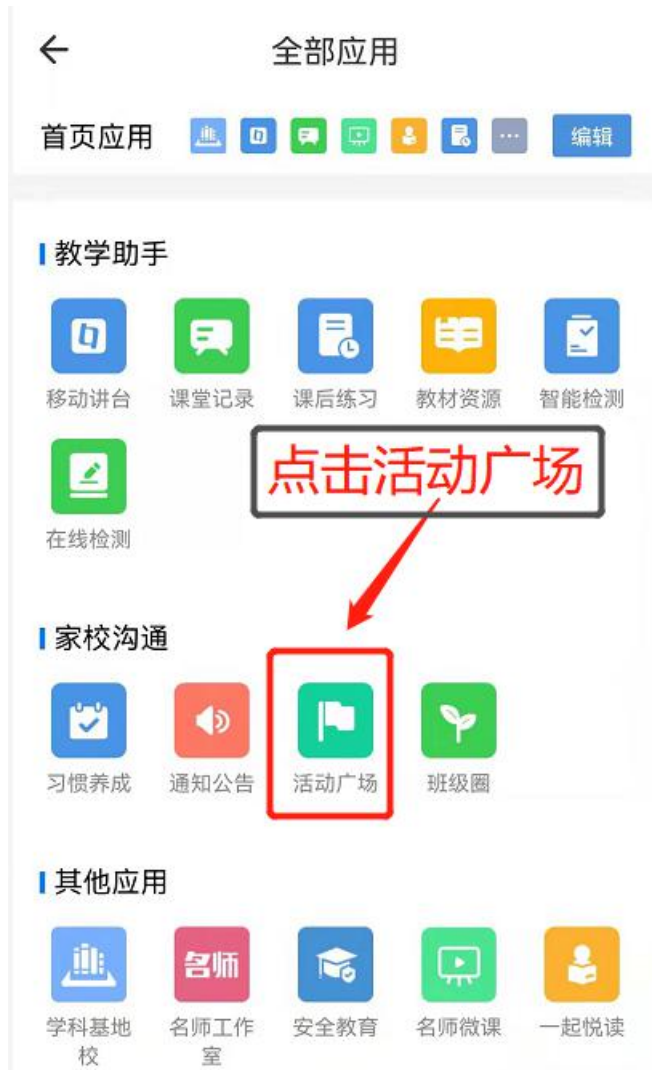 全部应用
首页应用
编辑
教学助手
移动讲台 课堂记录 课后练习 教材资源 智能检测
在线检测
点击活动广场
家校沟通
习惯养成 通知公告 活动广场 班级圈
其他应用
名师
学科基地校 名师工作室 安全教育 名师微课 一起悦读